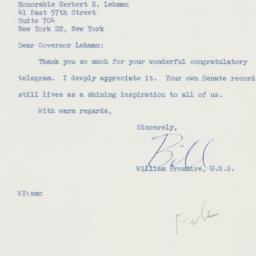 Honorable Herbert H. Lehman
41 East 57th Street
Suite 704
New York 22, New York
Dear Governor Lehman:
Thank you so much for your wonderful congratulatory
telegram. I deeply appreciate it. Your own Senate record
still lives as a shining inspiration to all of us.
With warm regards,
Sincerely,
Bill
William Proxmire, U.S.S.
WP:smc
File